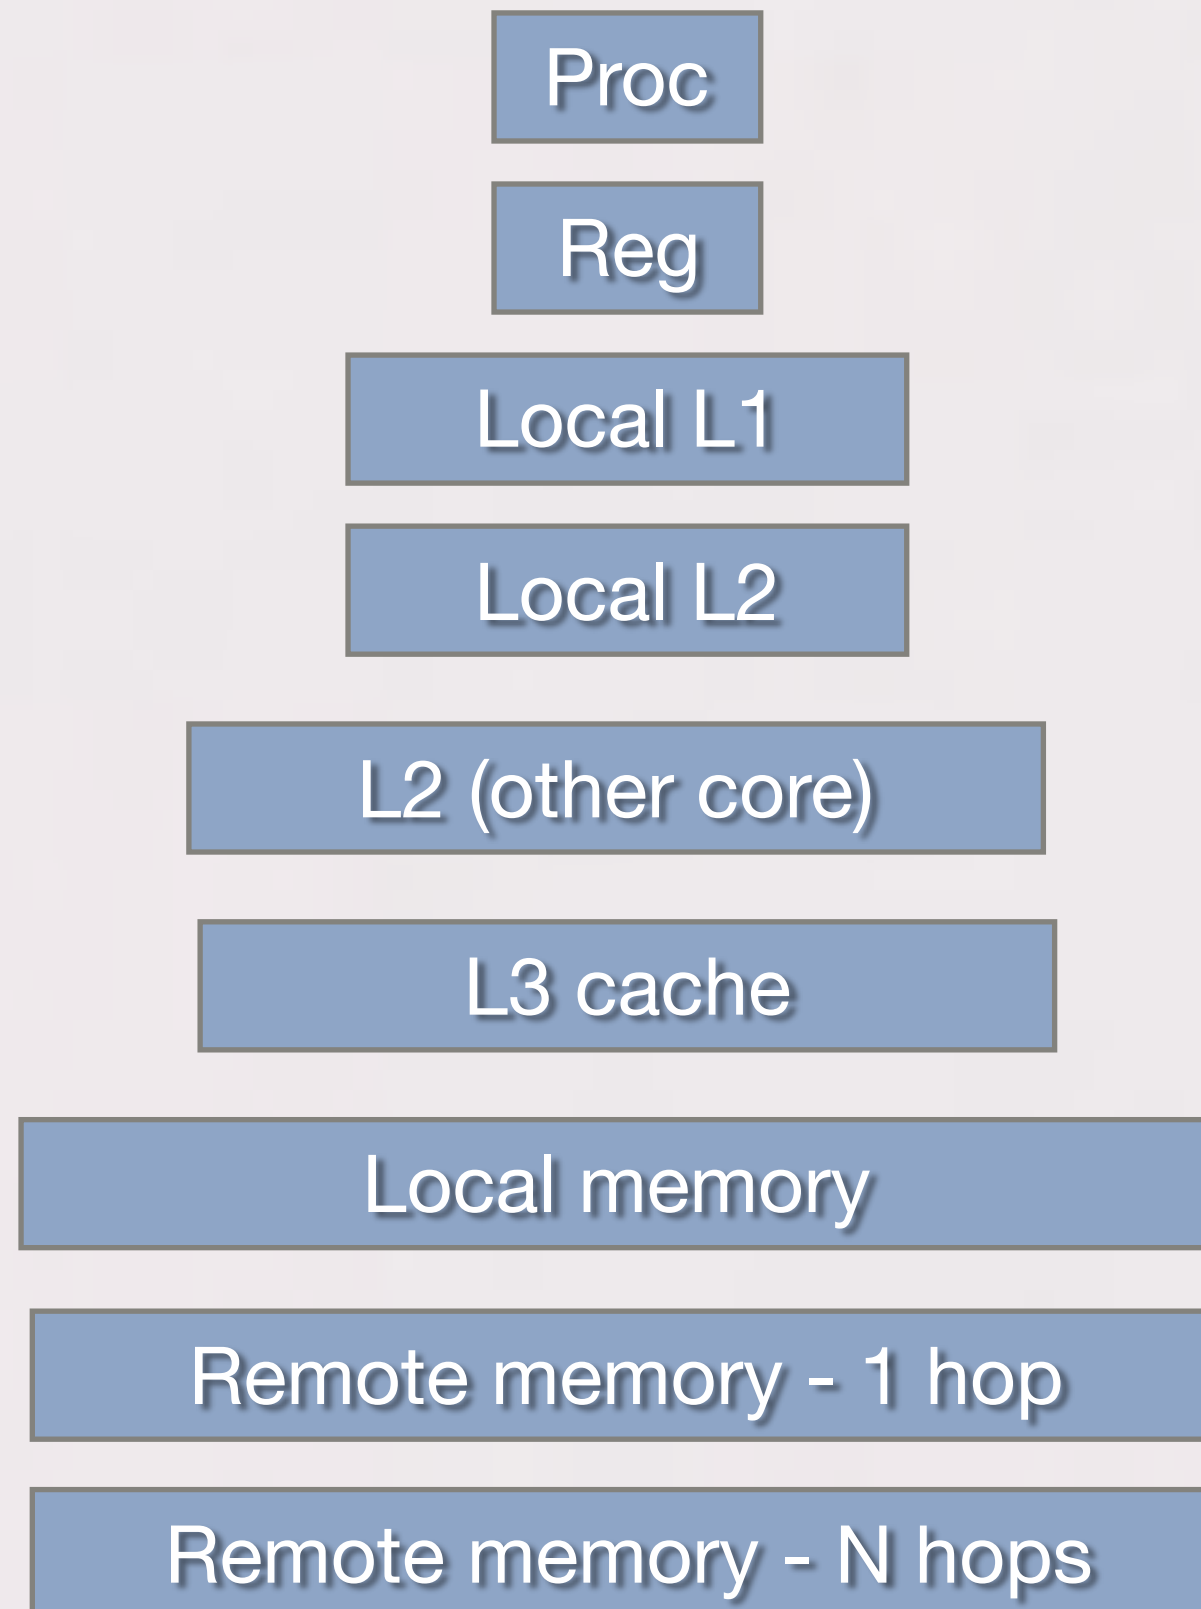 Proc
Reg
Local L1
Local L2
L2 (other core)
L3 cache
Local memory
Remote memory - 1 hop
Remote memory - N hops